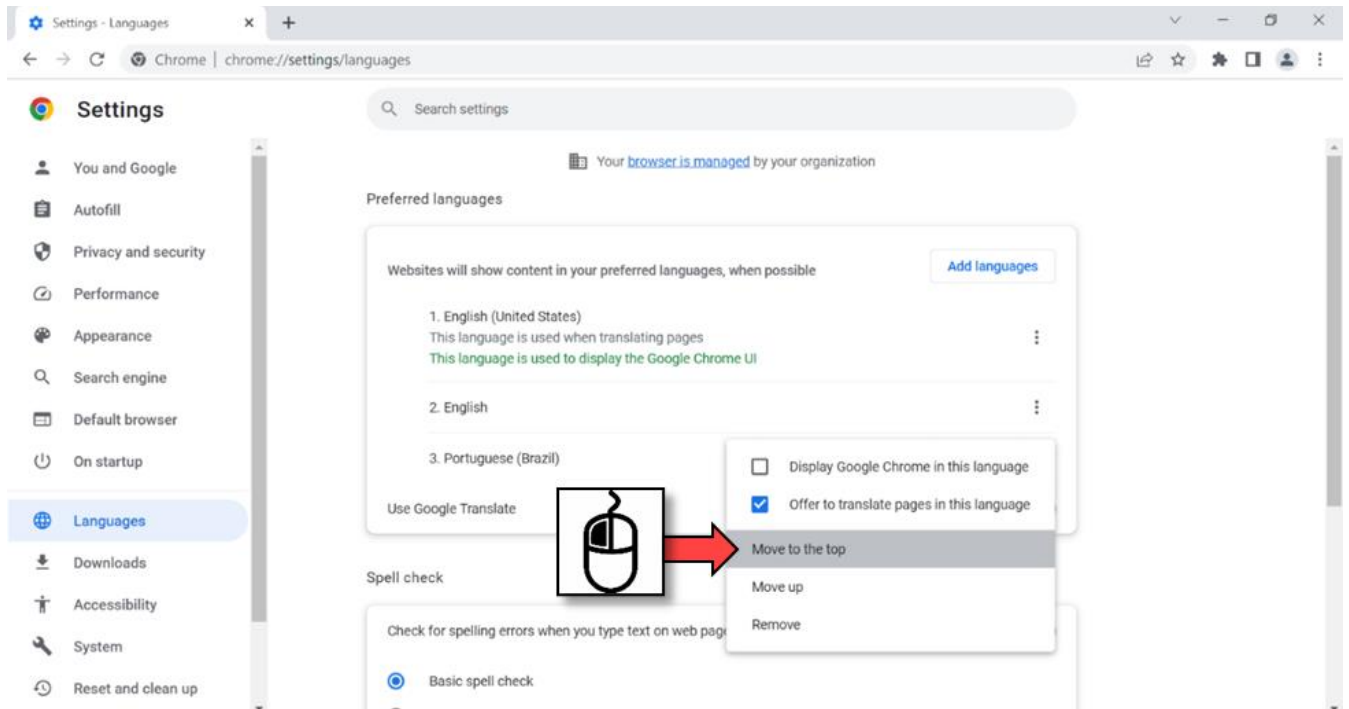 Settings - Languages
Chrome | chrome://settings/languages
Settings
Search settings
You and Google
Autofill
Privacy and security
Performance
Appearance
Search engine
Default browser
On startup
Languages
Downloads
Accessibility
System
Reset and clean up
Your browser is managed by your organization
Preferred languages
Websites will show content in your preferred languages, when possible
Add languages
1. English (United States)
This language is used when translating pages
This language is used to display the Google Chrome UI
2. English
3. Portuguese (Brazil)
Use Google Translate
Display Google Chrome in this language
Offer to translate pages in this language
Move to the top
Move up
Remove
Spell check
Check for spelling errors when you type text on web pag
Basic spell check